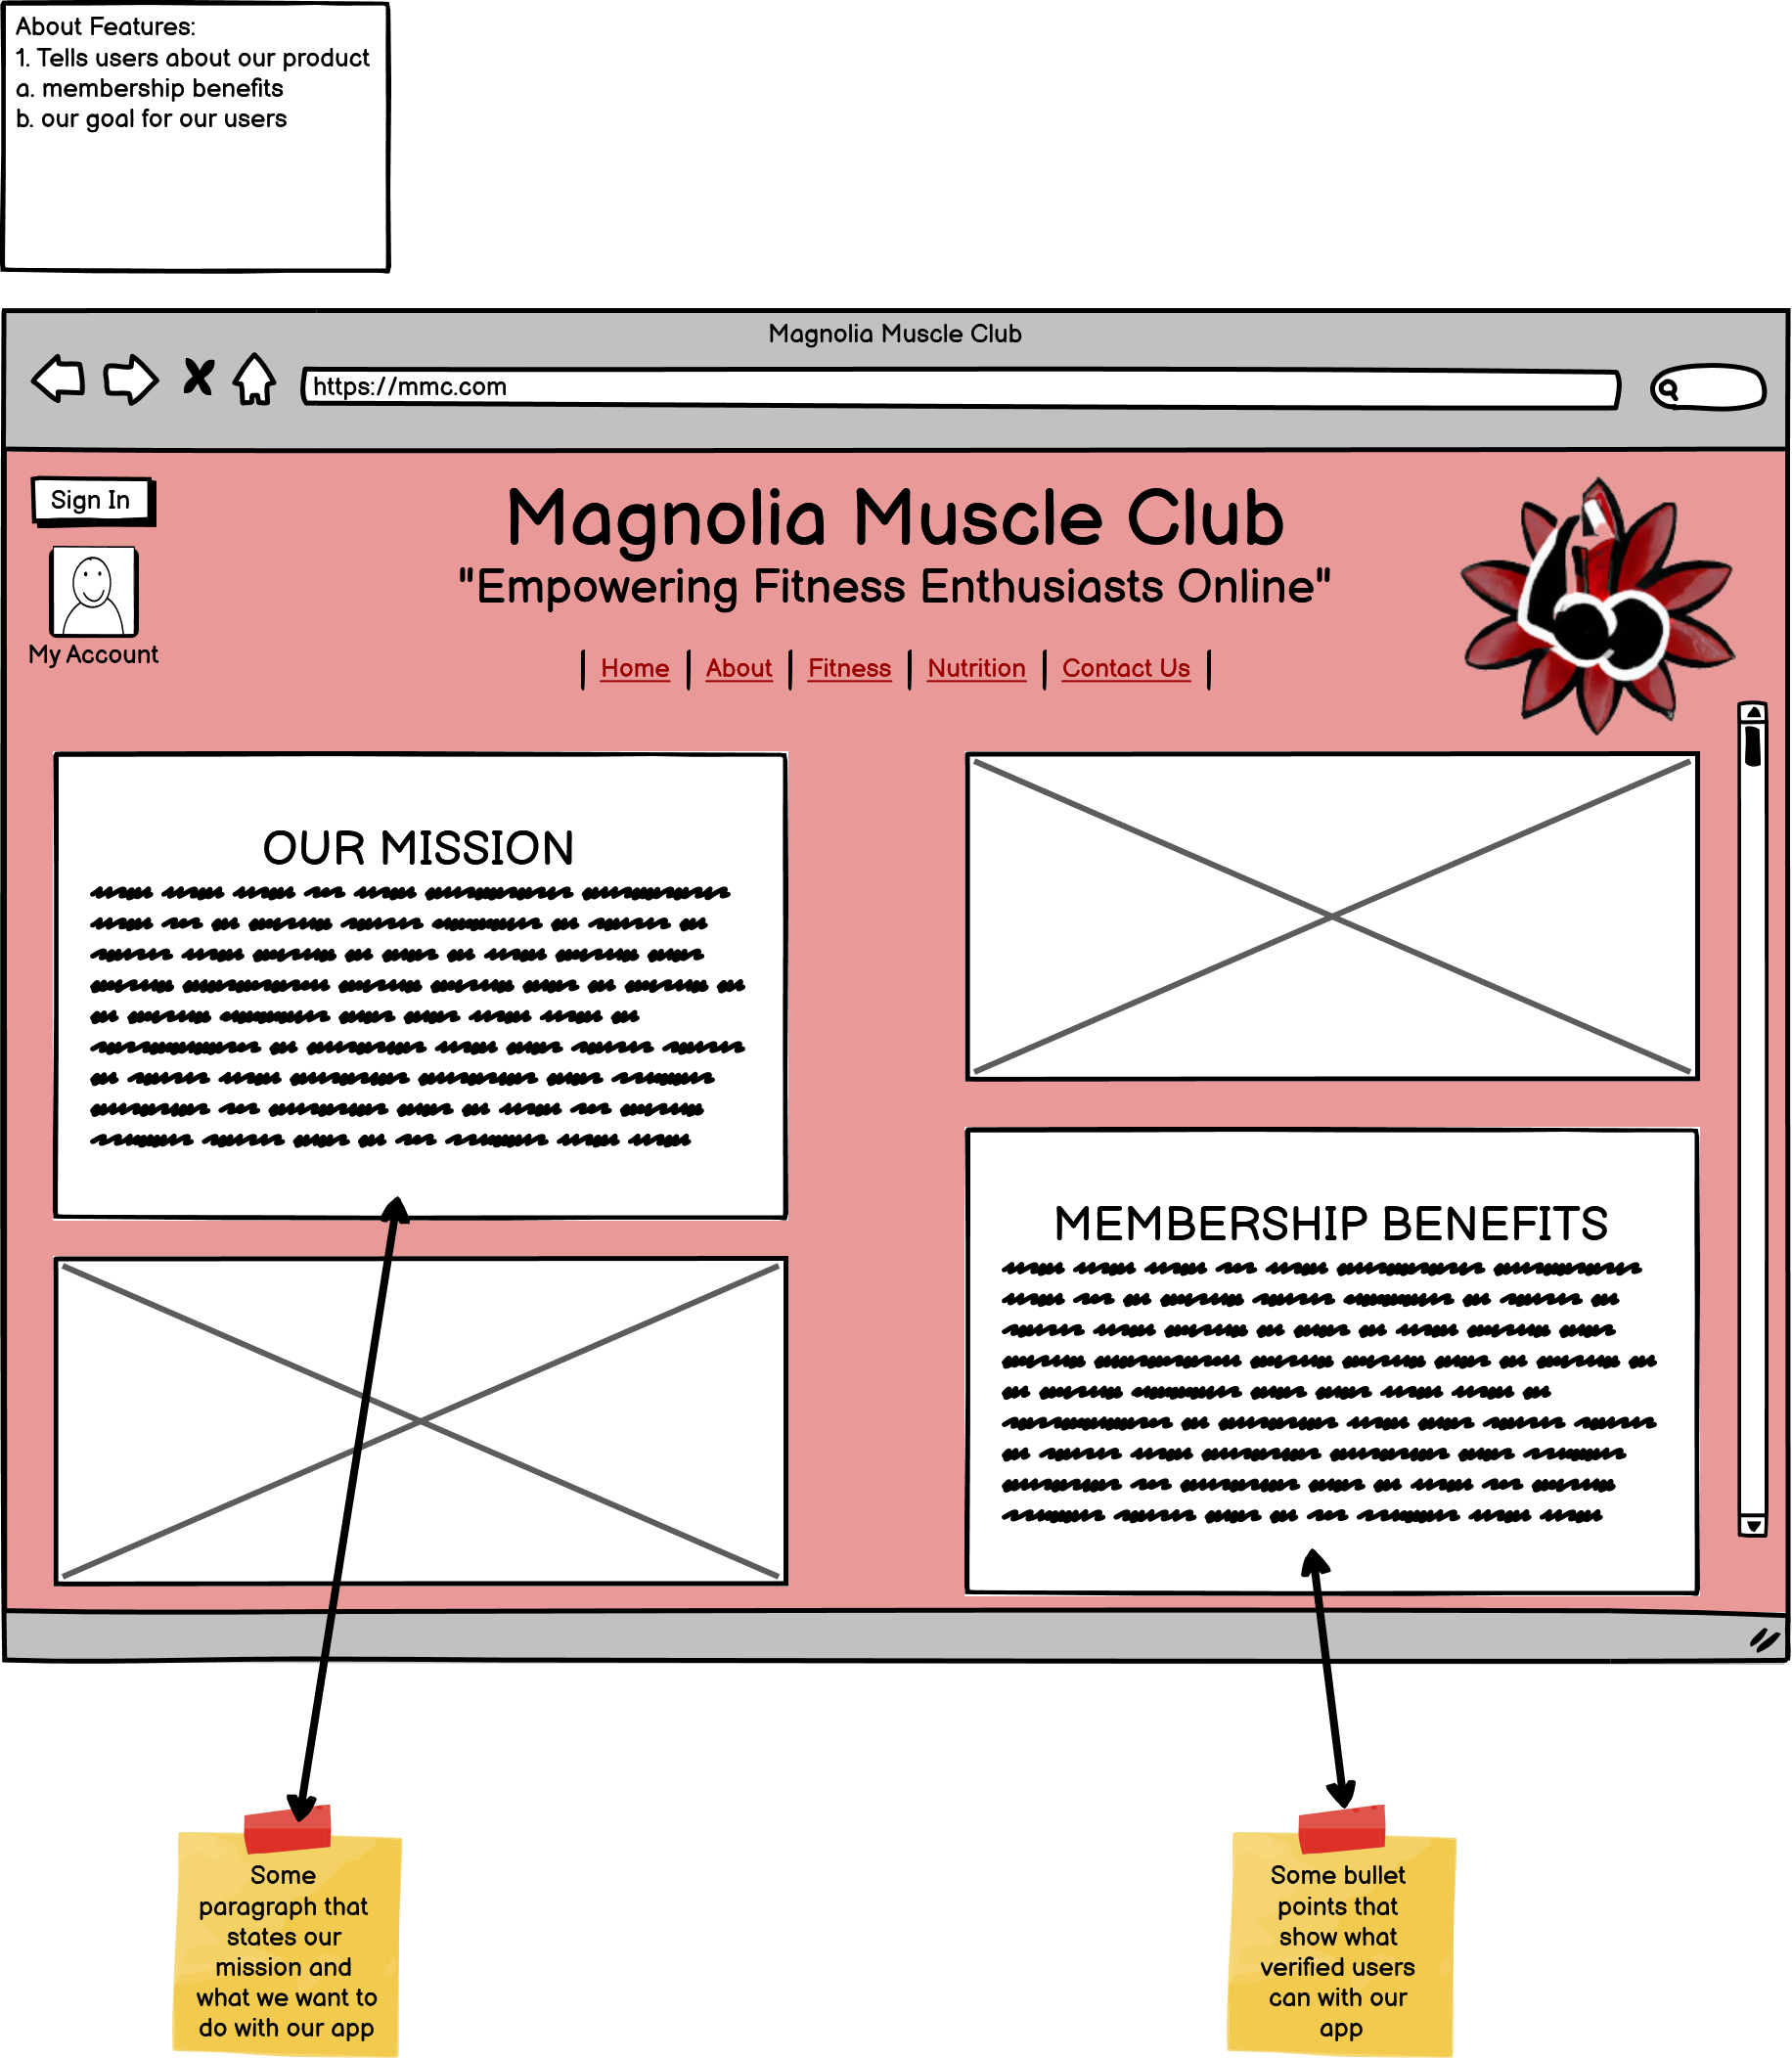 About Features:
1. Tells users about our product
a. membership benefits
b. our goal for our users
Magnolia Muscle Club
https://mmc.com
Sign In
My Account
Magnolia Muscle Club
"Empowering Fitness Enthusiasts Online"
Home | About | Fitness | Nutrition | Contact Us
OUR MISSION
MEMBERSHIP BENEFITS
Some
paragraph that
states our
mission and
what we want to
do with our app
Some bullet
points that
show what
verified users
can with our
app